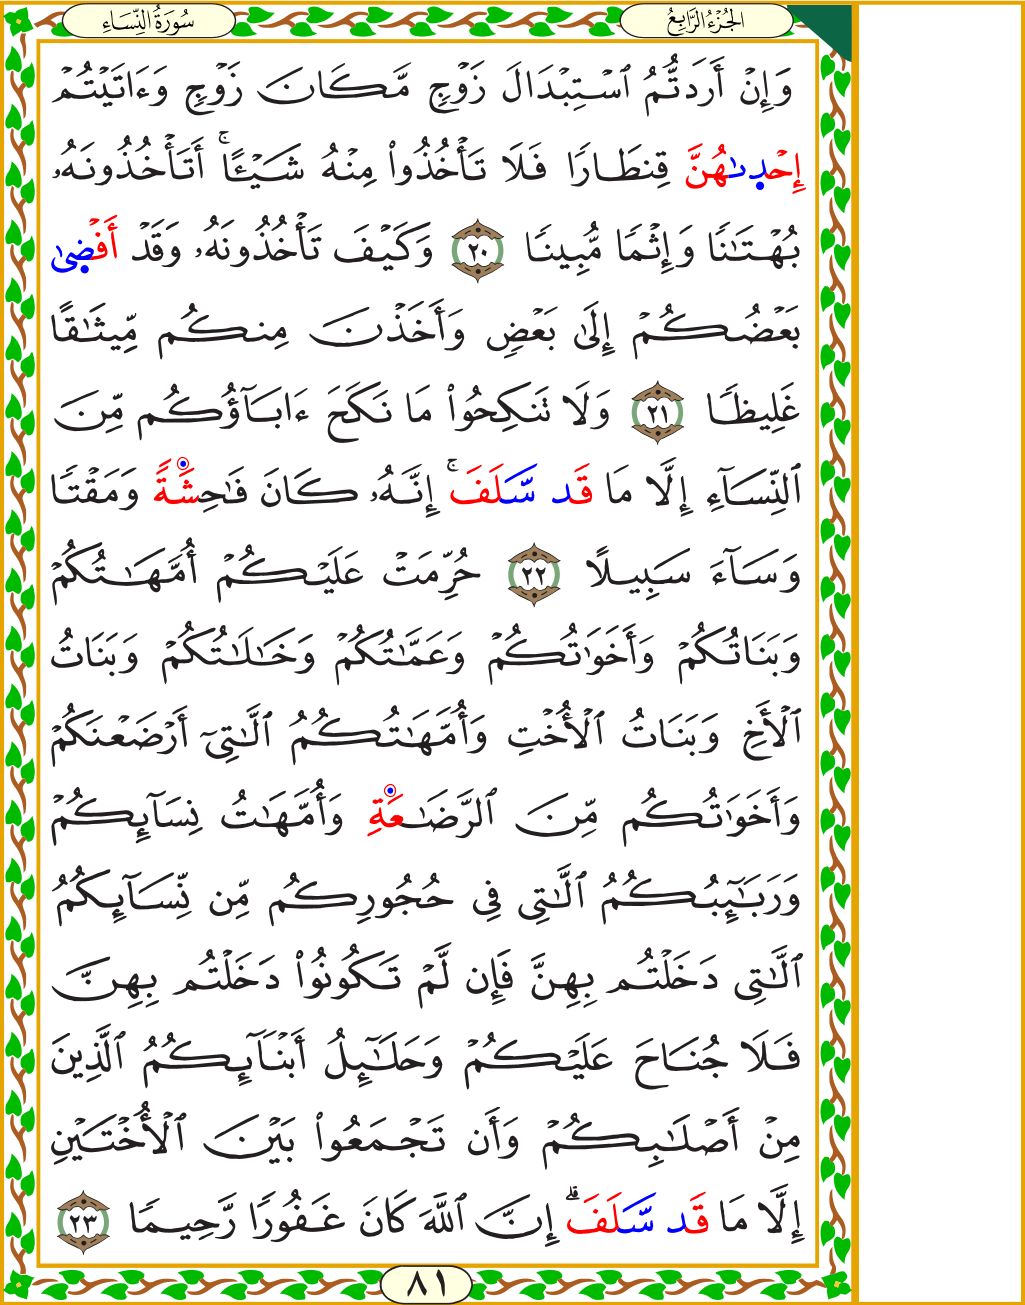 الجُزْءُ الرَّابِعُ
سُورَةُ النِّسَاءِ
وَإِنْ أَرَدتُّمُ ٱسْتِبْدَالَ زَوْجٍ مَّكَانَ زَوْجٍ وَءَاتَيْتُمْ
إِحْدِىٰهُنَّ قِنطَارًا فَلَا تَأْخُذُوا۟ مِنْهُ شَيْـًٔا ۚ أَتَأْخُذُونَهُۥ
بُهْتَـٰنًا وَإِثْمًا مُّبِينًا ٢٠ وَكَيْفَ تَأْخُذُونَهُۥ وَقَدْ أَفْضِىٰ
بَعْضُكُمْ إِلَىٰ بَعْضٍ وَأَخَذْنَ مِنكُم مِّيثَـٰقًا
غَلِيظًا ٢١ وَلَا تَنكِحُوا۟ مَا نَكَحَ ءَابَآؤُكُم مِّنَ
ٱلنِّسَآءِ إِلَّا مَا قَد سَّلَفَ ۚ إِنَّهُۥ كَانَ فَـٰحِشَةً وَمَقْتًا
وَسَآءَ سَبِيلًا ٢٢ حُرِّمَتْ عَلَيْكُمْ أُمَّهَـٰتُكُمْ
وَبَنَاتُكُمْ وَأَخَوَٰتُكُمْ وَعَمَّـٰتُكُمْ وَخَـٰلَـٰتُكُمْ وَبَنَاتُ
ٱلْأَخِ وَبَنَاتُ ٱلْأُخْتِ وَأُمَّهَـٰتُكُمُ ٱلَّـٰتِىٓ أَرْضَعْنَكُمْ
وَأَخَوَٰتُكُم مِّنَ ٱلرَّضَـٰعَةِ وَأُمَّهَـٰتُ نِسَآئِكُمْ
وَرَبَـٰٓئِبُكُمُ ٱلَّـٰتِى فِى حُجُورِكُم مِّن نِّسَآئِكُمُ
ٱلَّـٰتِى دَخَلْتُم بِهِنَّ فَإِن لَّمْ تَكُونُوا۟ دَخَلْتُم بِهِنَّ
فَلَا جُنَاحَ عَلَيْكُمْ وَحَلَـٰٓئِلُ أَبْنَآئِكُمُ ٱلَّذِينَ
مِنْ أَصْلَـٰبِكُمْ وَأَن تَجْمَعُوا۟ بَيْنَ ٱلْأُخْتَيْنِ
إِلَّا مَا قَد سَّلَفَ ۗ إِنَّ ٱللَّهَ كَانَ غَفُورًا رَّحِيمًا ٢٣
٨١